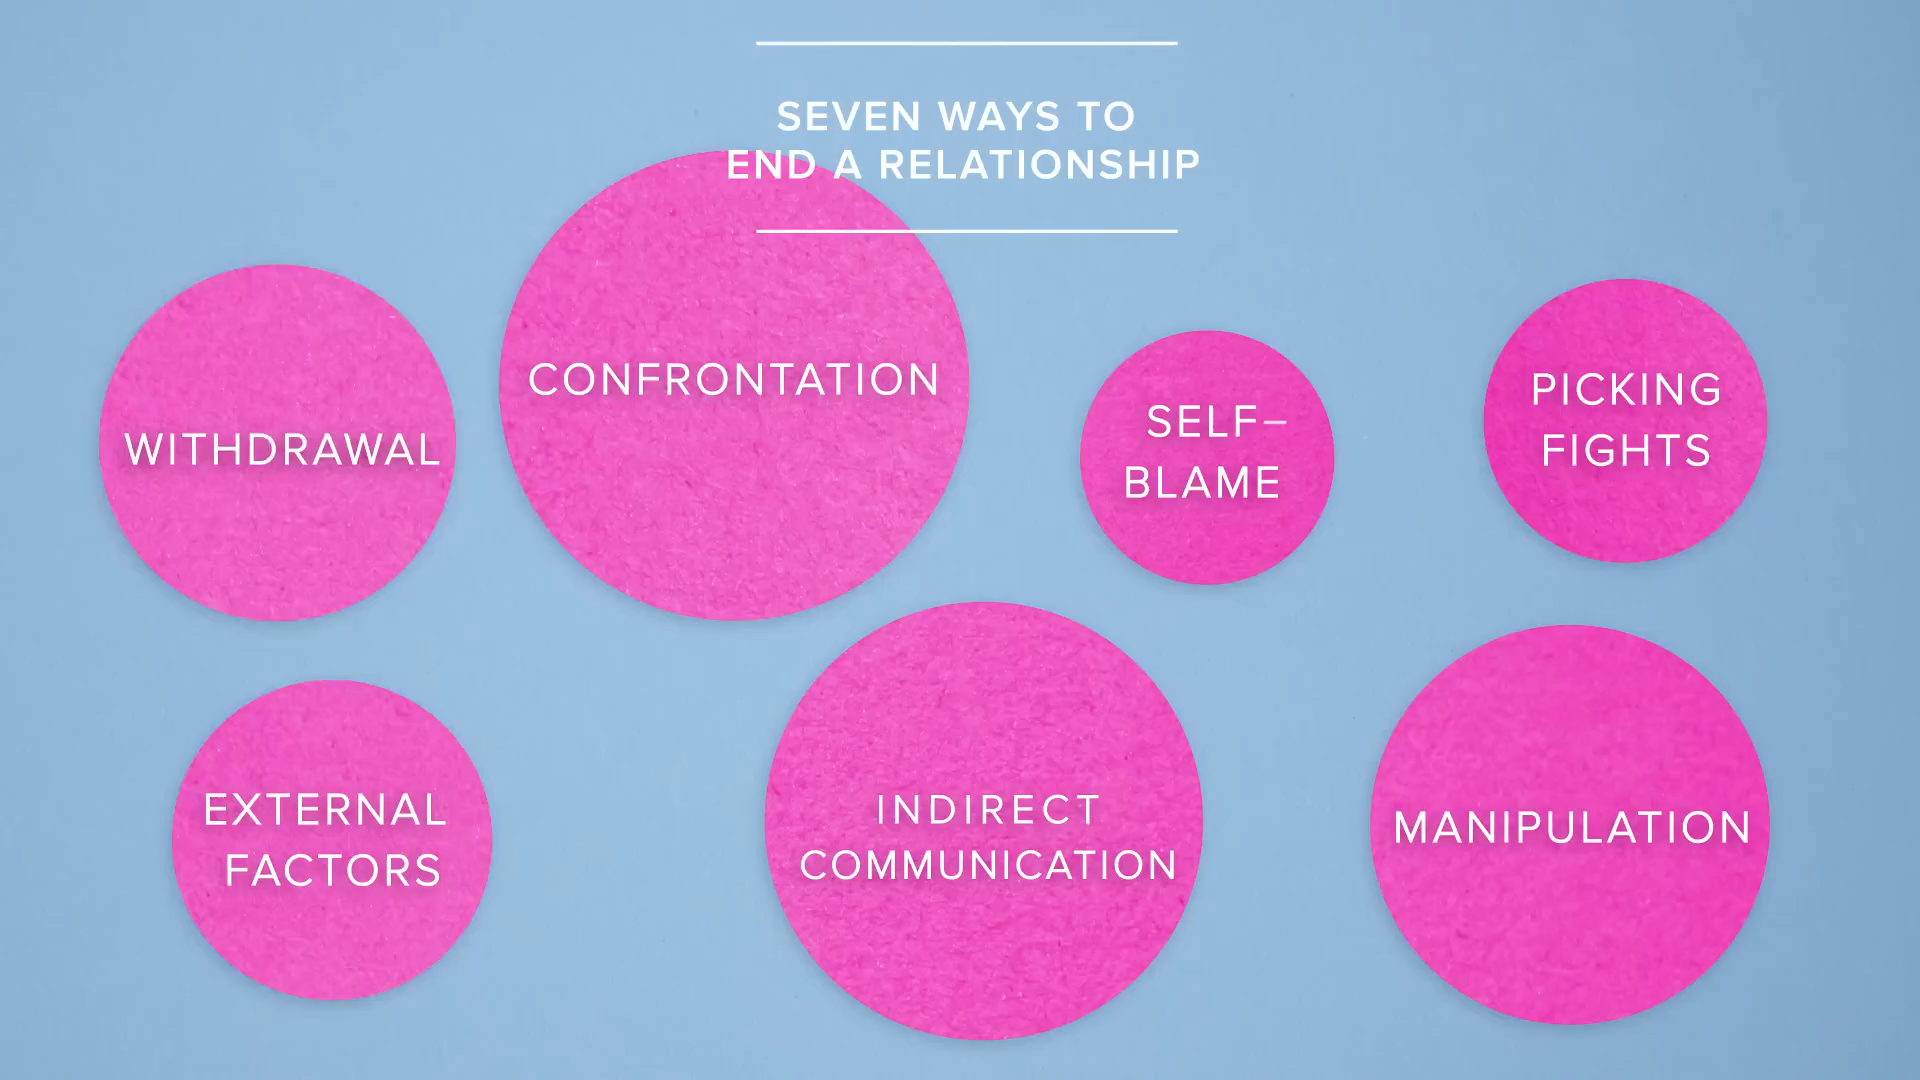 SEVEN WAYS TO
END A RELATIONSHIP
WITHDRAWAL
CONFRONTATION
SELF–
BLAME
PICKING
FIGHTS
EXTERNAL
FACTORS
INDIRECT
COMMUNICATION
MANIPULATION